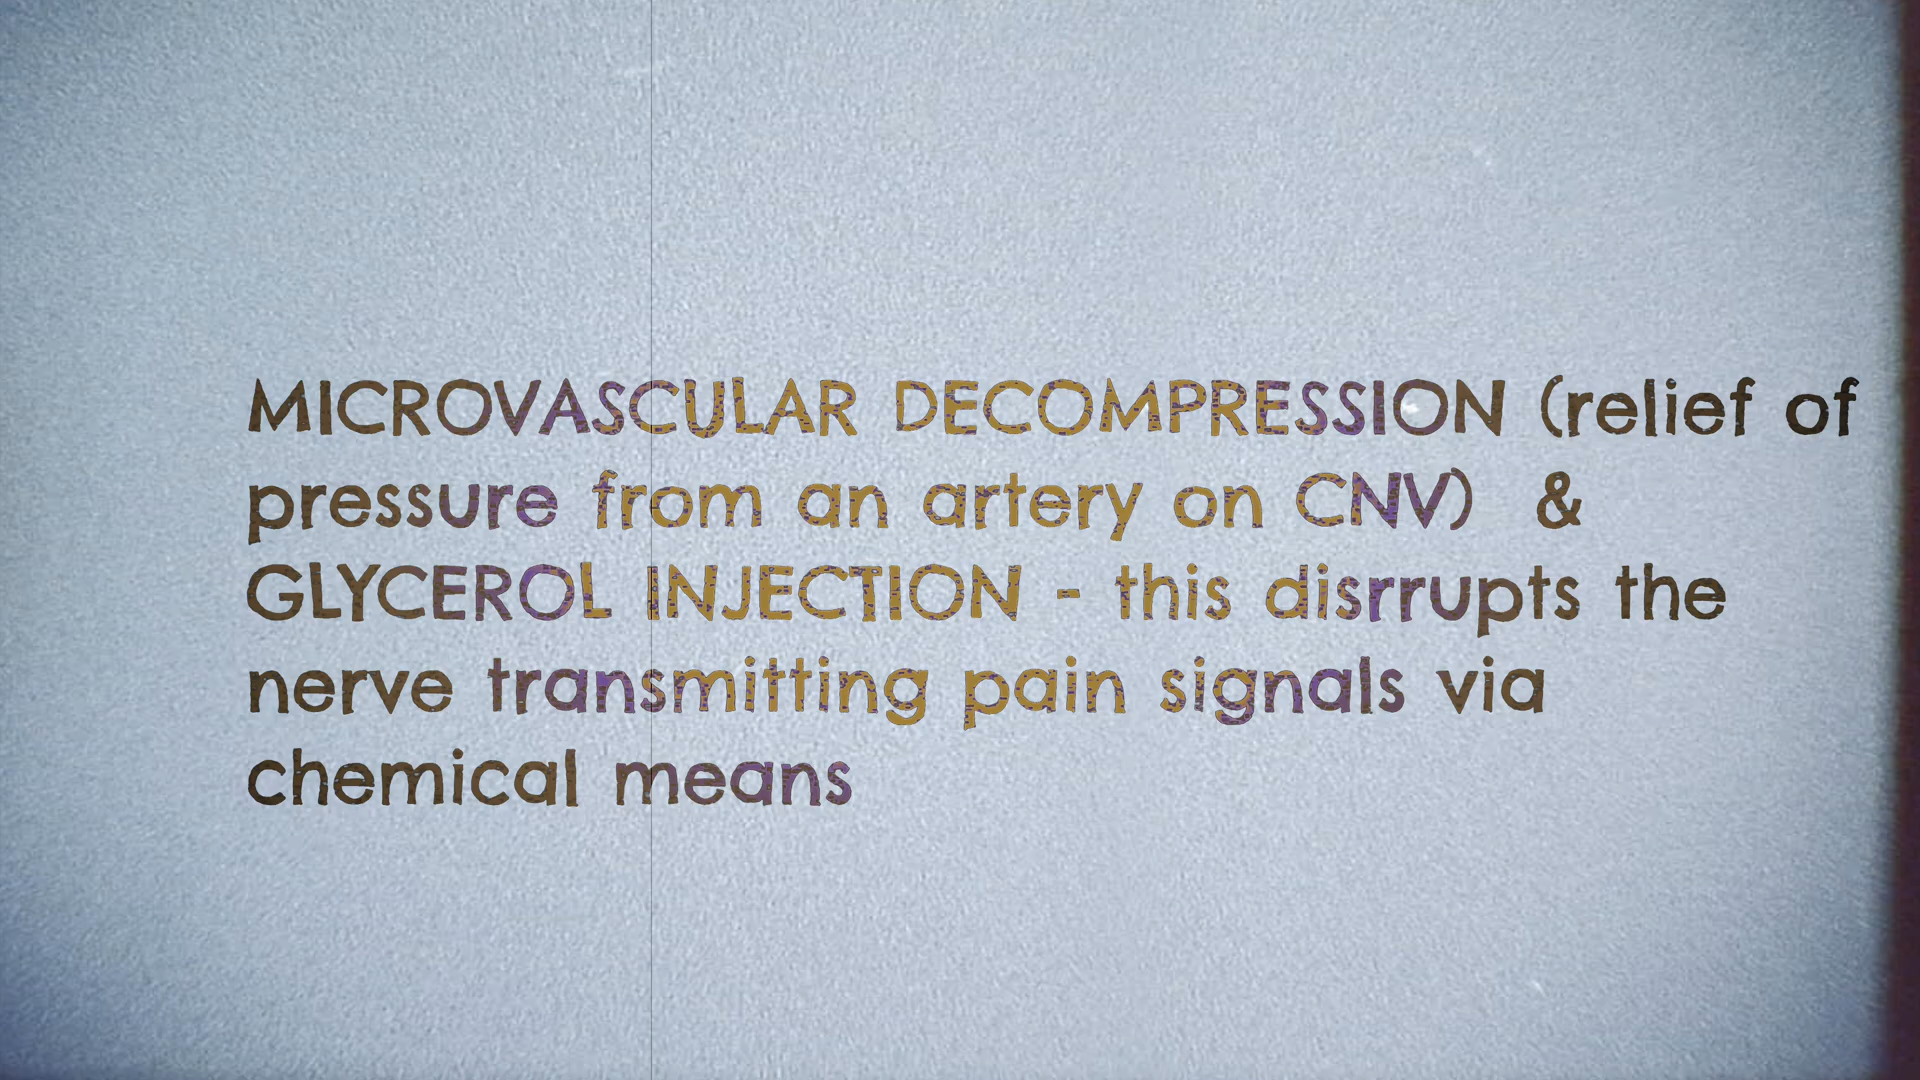 MICROVASCULAR DECOMPRESSION (relief of
pressure from an artery on CNV) &
GLYCEROL INJECTION - this disrrupts the
nerve transmitting pain signals via
chemical means